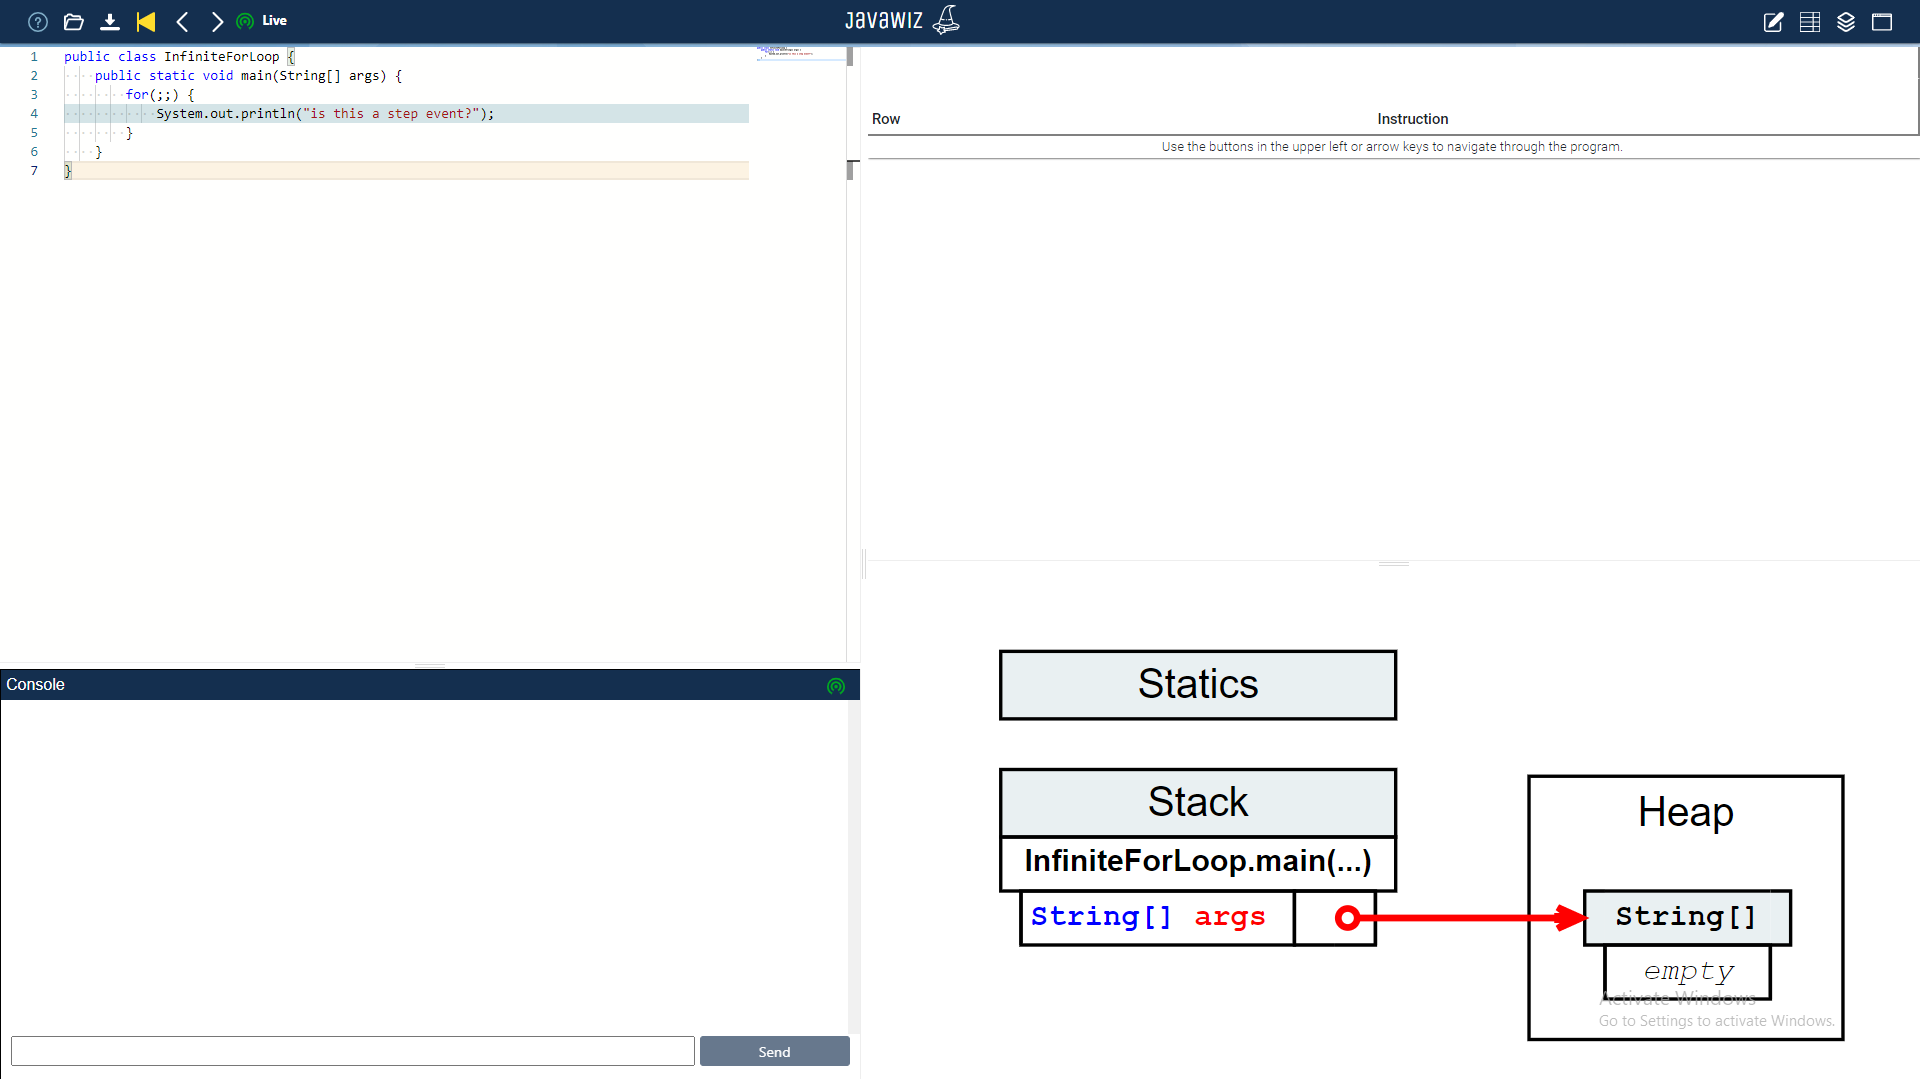 Live
JAVAWIZ
1 public class InfiniteForLoop {
2 public static void main(String[] args) {
3 for(;;) {
4 System.out.println("is this a step event?");
5 }
6 }
7 }
Row Instruction
Use the buttons in the upper left or arrow keys to navigate through the program.
Console
Send
Statics
Stack
InfiniteForLoop.main(...)
String[] args
Heap
String[]
empty
Activate Windows
Go to Settings to activate Windows.